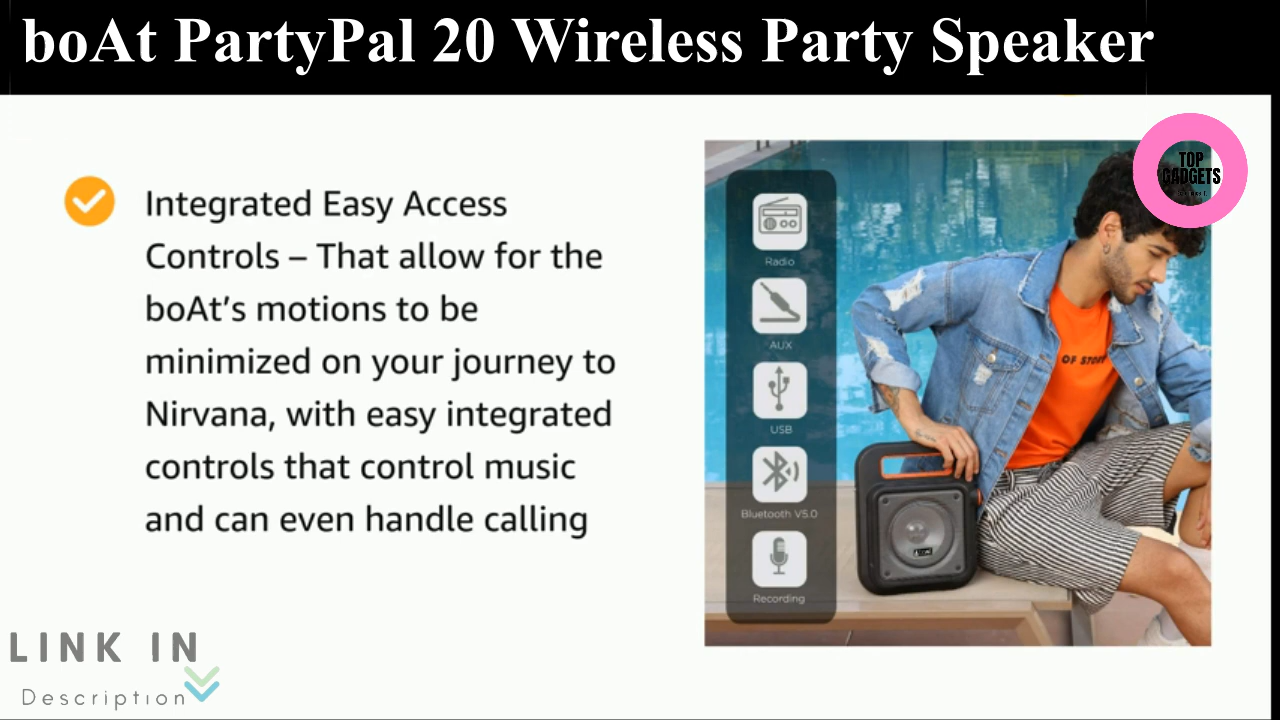 boAt PartyPal 20 Wireless Party Speaker
TOP
GADGETS
Integrated Easy Access
Controls – That allow for the
boAt’s motions to be
minimized on your journey to
Nirvana, with easy integrated
controls that control music
and can even handle calling
Radio
AUX
USB
Bluetooth V5.0
Recording
OF STORY
LINK IN
Description